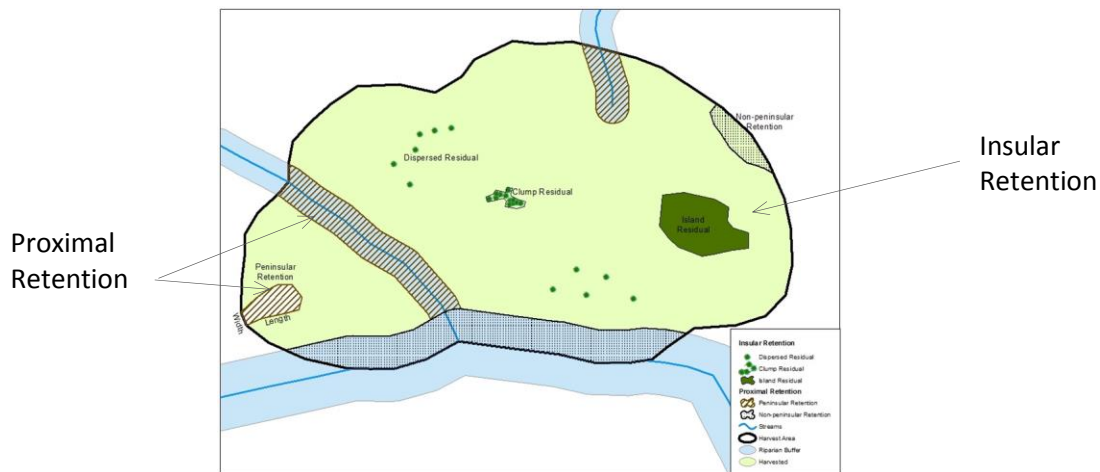 Non-peninsular
Retention
Dispersed Residual
Insular
Retention
Clump Residual
Island
Residual
Proximal
Retention
Peninsular
Retention
Width
Length
Insular Retention
Dispersed Residual
Clump Residual
Island Residual
Proximal Retention
Peninsular Retention
Non-peninsular Retention
Streams
Harvest Area
Riparian Buffer
Harvested